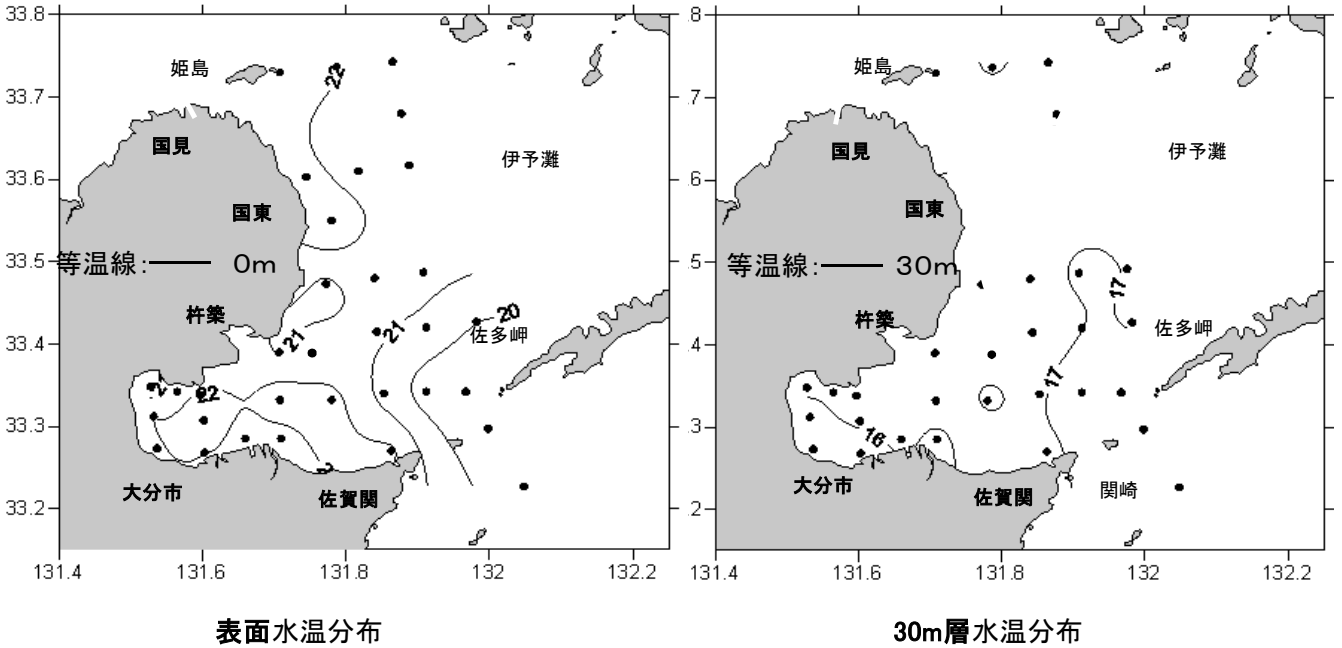 33.8
33.7
33.6
33.5
33.4
33.3
33.2
131.4
131.6
131.8
132
132.2
姫島
国見
国東
伊予灘
等温線: 0m
杵築
佐多岬
大分市
佐賀関
22
21
20
21
21
22
表面水温分布
.8
.7
.6
.5
.4
.3
.2
131.4
131.6
131.8
132
132.2
姫島
国見
国東
伊予灘
等温線: 30m
杵築
佐多岬
大分市
佐賀関
関崎
17
17
16
30m層水温分布